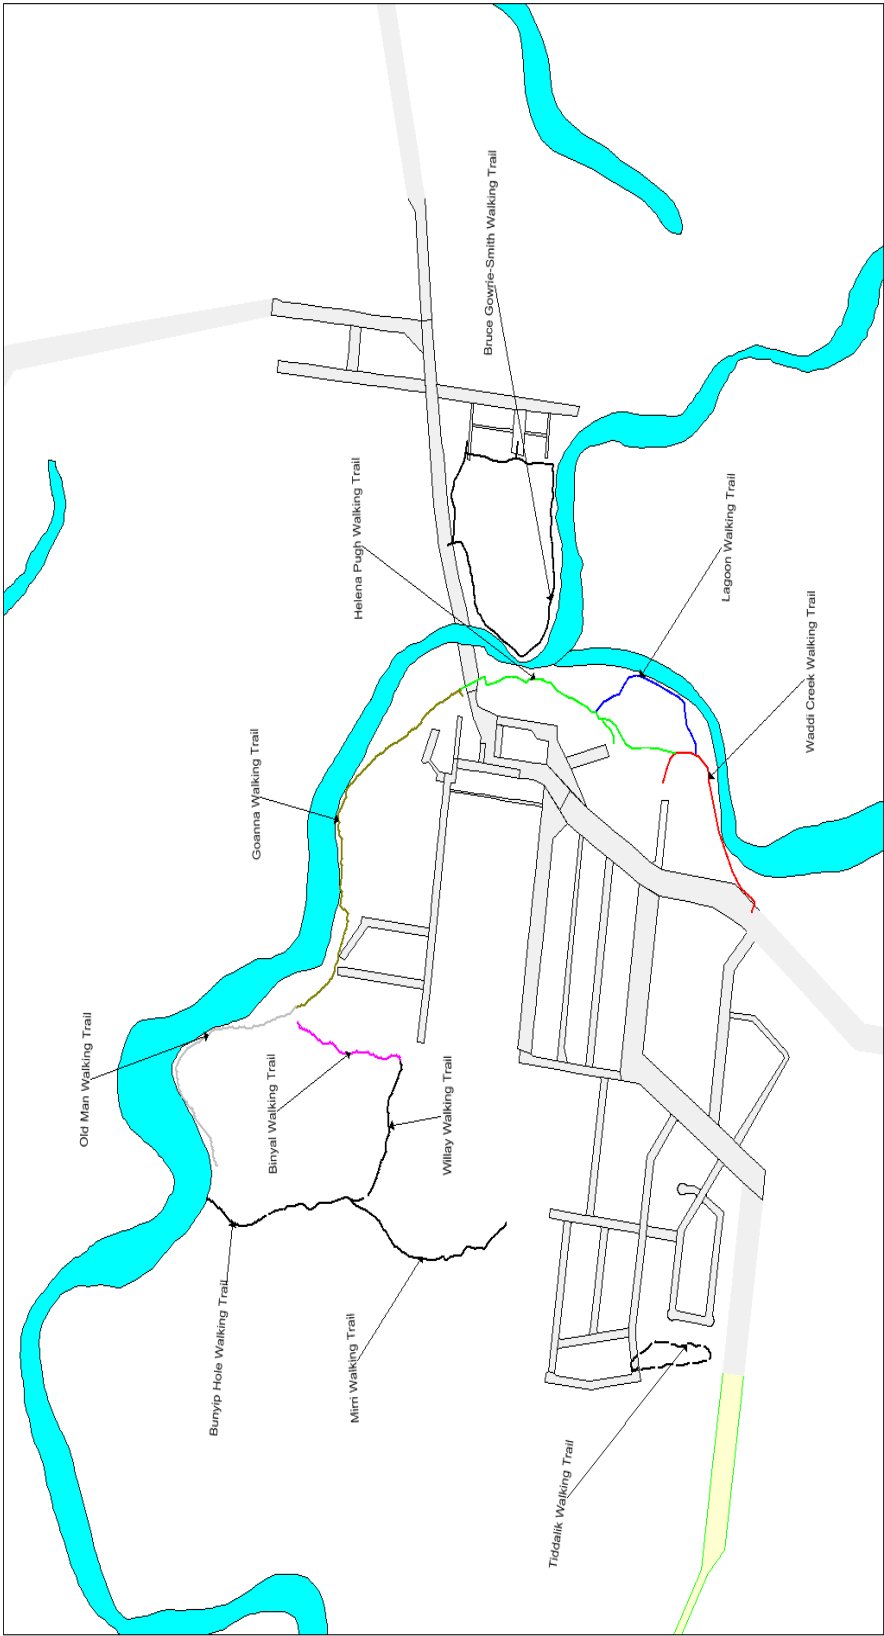 Bruce Gowrie-Smith Walking Trail
Helena Pugh Walking Trail
Lagoon Walking Trail
Waddi Creek Walking Trail
Goanna Walking Trail
Old Man Walking Trail
Binyal Walking Trail
Willay Walking Trail
Bunyip Hole Walking Trail
Mirri Walking Trail
Tiddalik Walking Trail